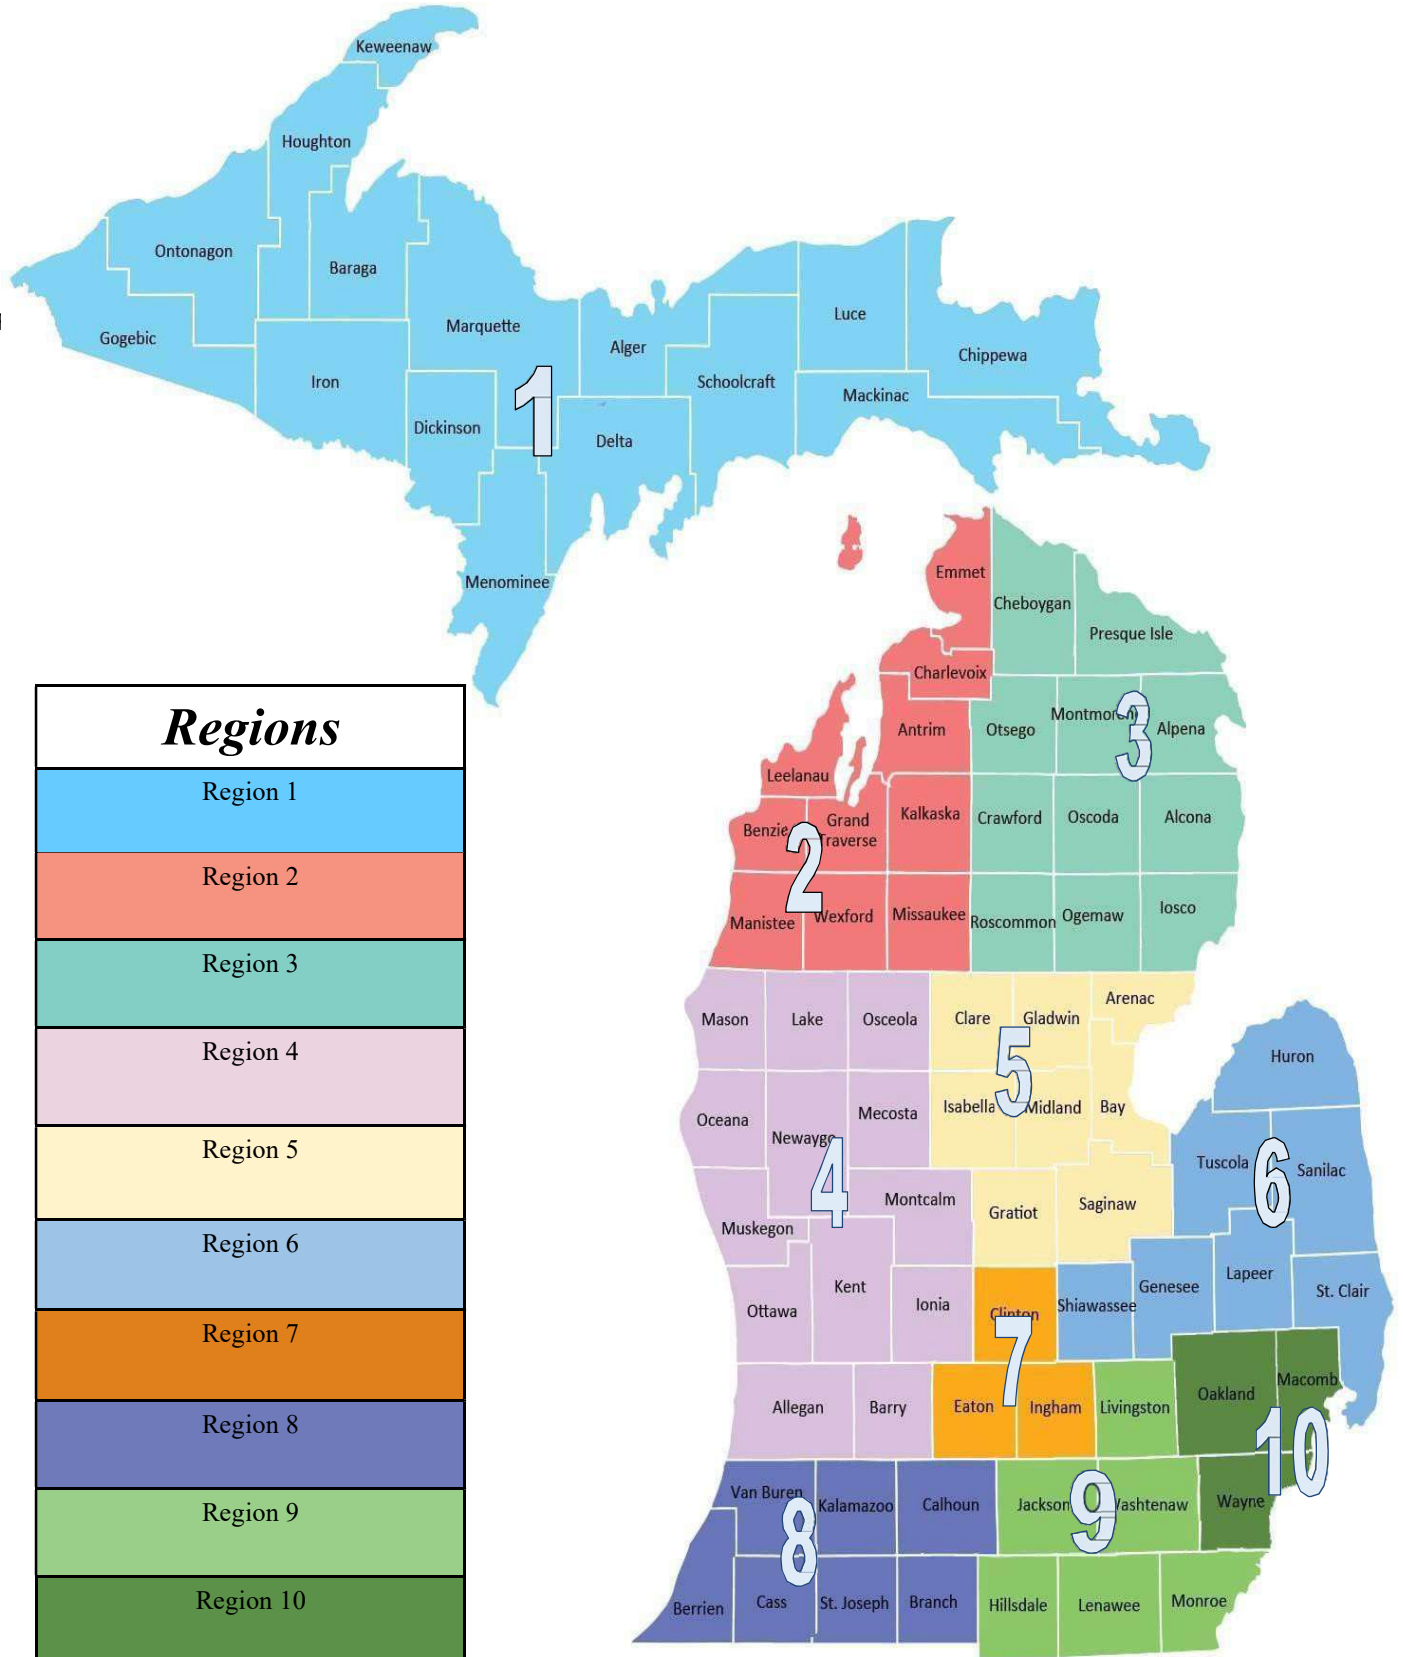 Keweenaw
Houghton
Ontonagon
Baraga
Gogebic
Marquette
Iron
Alger
Luce
Chippewa
Schoolcraft
Mackinac
Dickinson
1
Delta
Menominee
Emmet
Cheboygan
Presque Isle
Charlevoix
Antrim
Otsego
3
Alpena
Leelanau
Benzie
Grand
Traverse
2
Kalkaska
Crawford
Oscoda
Alcona
Manistee
Wexford
Missaukee
Roscommon
Ogemaw
Iosco
Mason
Lake
Osceola
Clare
Gladwin
Arenac
5
Huron
Oceana
Newaygo
Mecosta
Isabella
Midland
Bay
Tuscola
6
Sanilac
4
Muskegon
Montcalm
Gratiot
Saginaw
Ottawa
Kent
Ionia
Clinton
7
Shiawassee
Genesee
Lapeer
St. Clair
Allegan
Barry
Eaton
Ingham
Livingston
Oakland
Macomb
10
Van Buren
Kalamazoo
Calhoun
Jackson
9
Washtenaw
Wayne
8
Berrien
Cass
St. Joseph
Branch
Hillsdale
Lenawee
Monroe
Regions
Region 1
Region 2
Region 3
Region 4
Region 5
Region 6
Region 7
Region 8
Region 9
Region 10